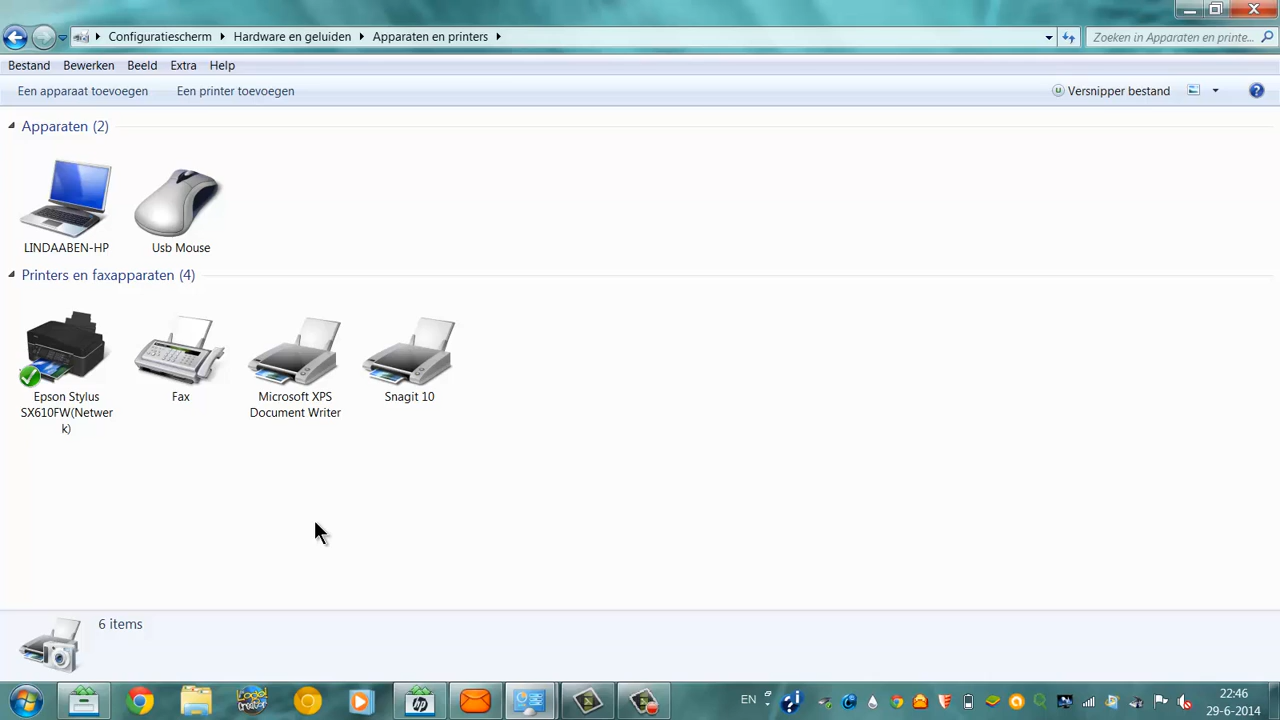 Configuratiescherm Hardware en geluiden Apparaten en printers
Zoeken in Apparaten en printe...
Bestand Bewerken Beeld Extra Help
Een apparaat toevoegen Een printer toevoegen Versnipper bestand
Apparaten (2)
LINDAABEN-HP
Usb Mouse
Printers en faxapparaten (4)
Epson Stylus
SX610FW(Netwer
k)
Fax
Microsoft XPS
Document Writer
Snagit 10
6 items
EN
22:46
29-6-2014